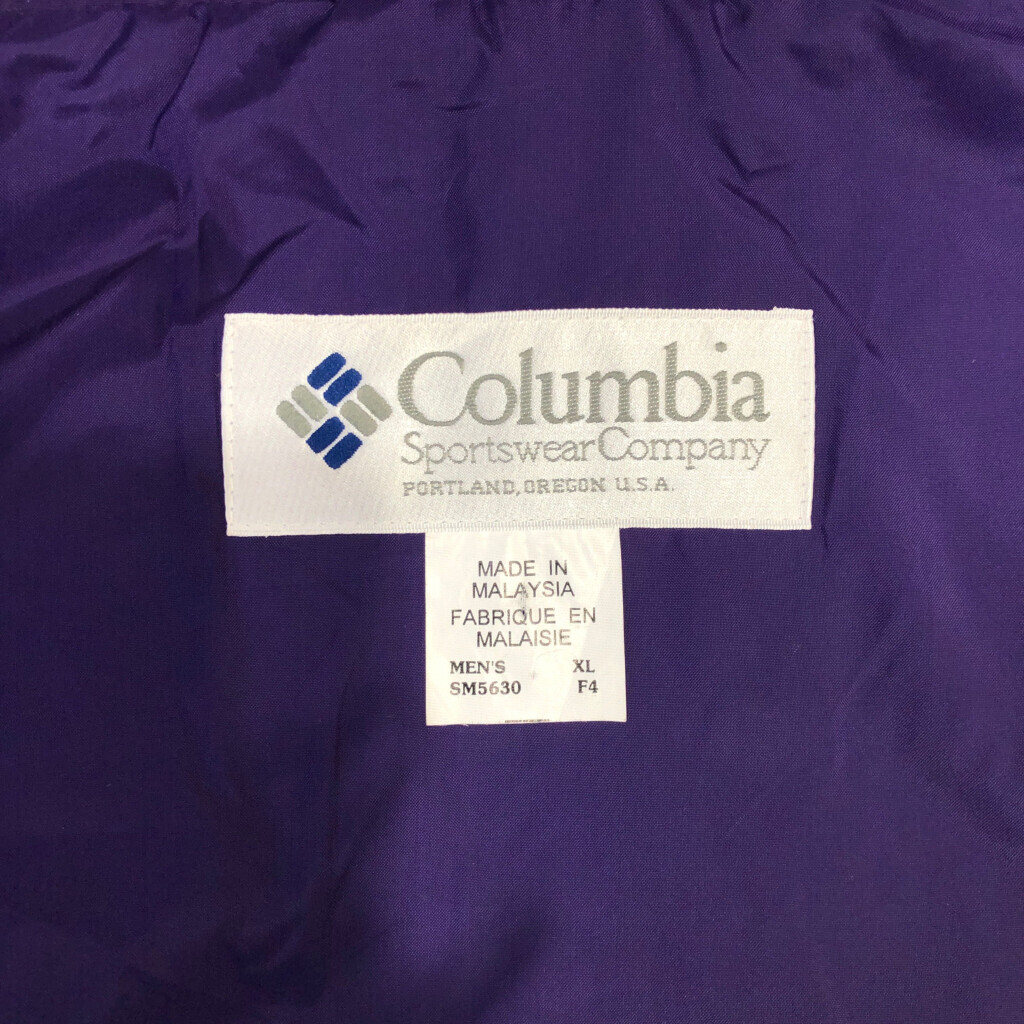 Columbia
Sportswear Company
PORTLAND, OREGON U.S.A.
MADE IN
MALAYSIA
FABRIQUE EN
MALAISIE
MEN'S XL
SM5630 F4